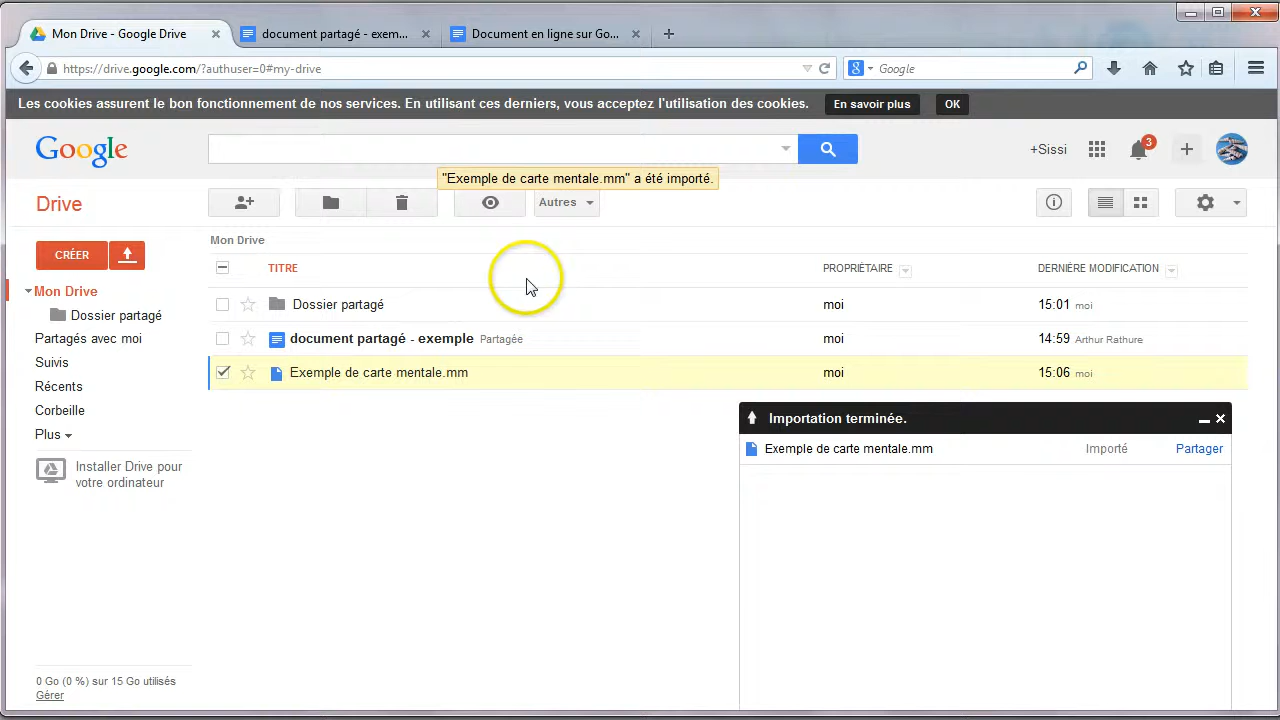 Mon Drive - Google Drive
document partagé - exem...
Document en ligne sur Go...
https://drive.google.com/?authuser=0#my-drive
Google
Les cookies assurent le bon fonctionnement de nos services. En utilisant ces derniers, vous acceptez l'utilisation des cookies.
En savoir plus
OK
Google
+Sissi
3
"Exemple de carte mentale.mm" a été importé.
Drive
Autres
CRÉER
Mon Drive
Dossier partagé
Partagés avec moi
Suivis
Récents
Corbeille
Plus
Installer Drive pour
votre ordinateur
0 Go (0 %) sur 15 Go utilisés
Gérer
Mon Drive
TITRE PROPRIÉTAIRE DERNIÈRE MODIFICATION
Dossier partagé moi 15:01 moi
document partagé - exemple Partagée moi 14:59 Arthur Rathure
Exemple de carte mentale.mm moi 15:06 moi
Importation terminée.
Exemple de carte mentale.mm Importé Partager